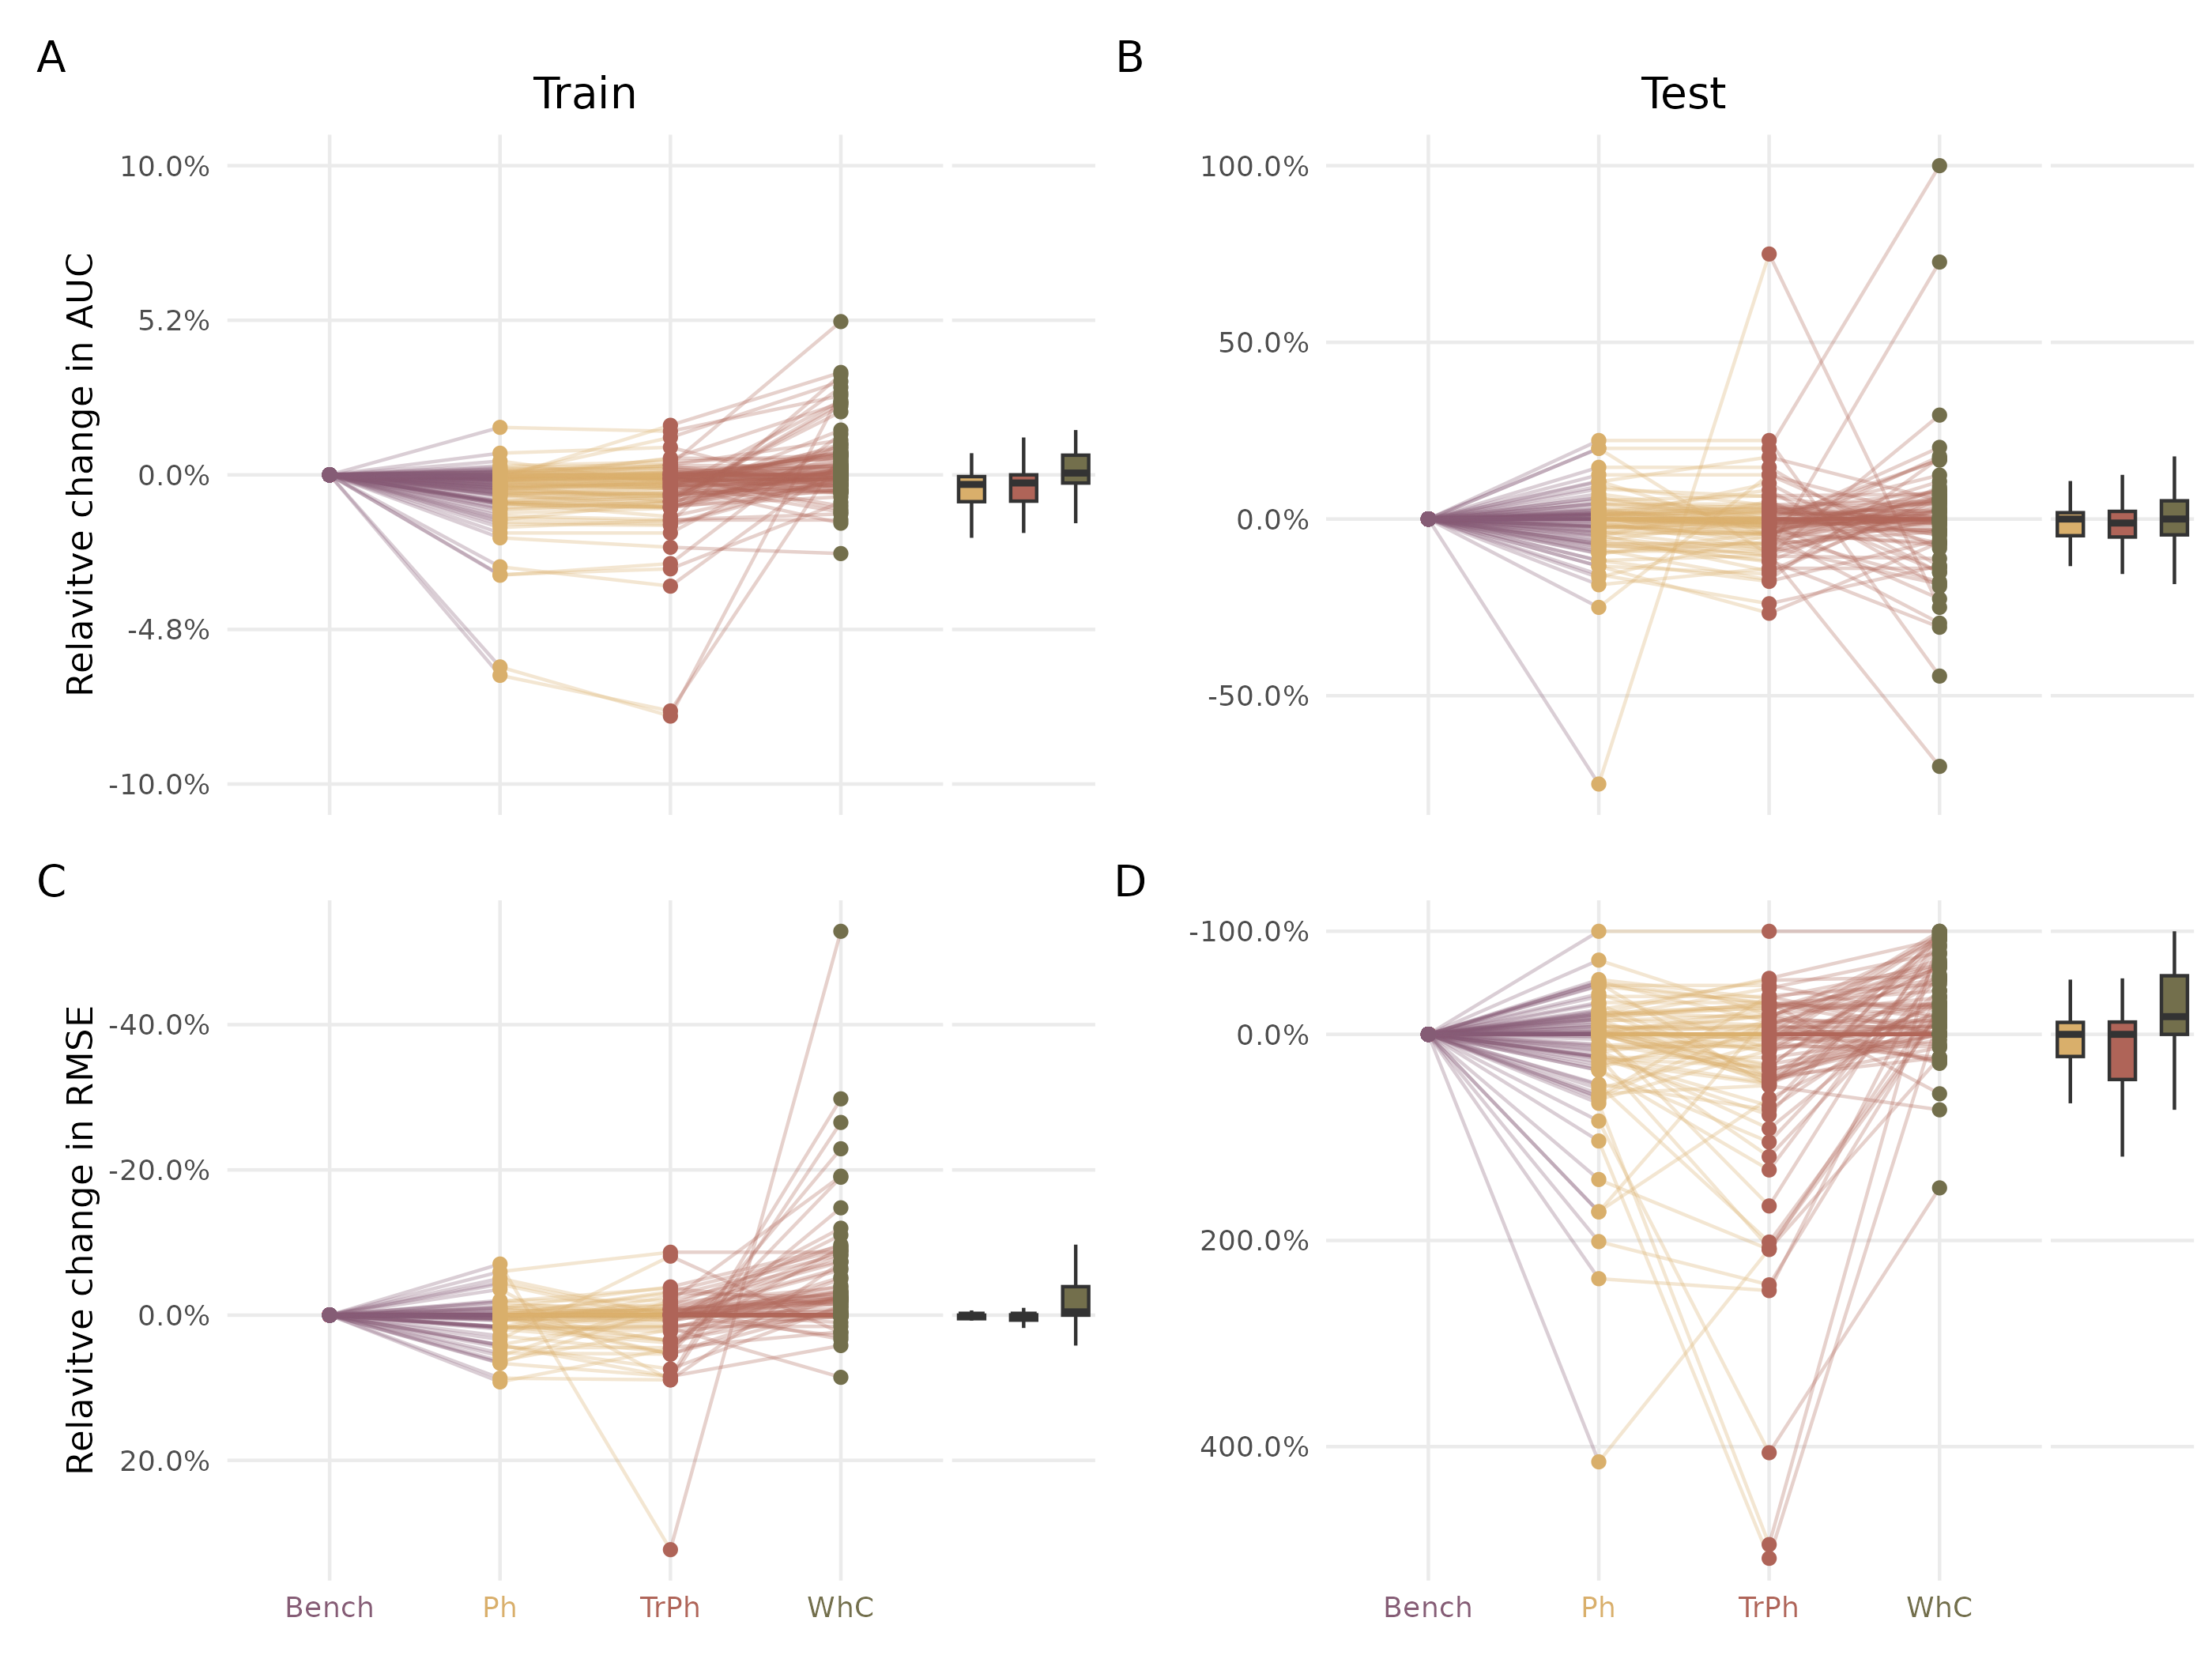 A
Train
10.0%
5.2%
0.0%
-4.8%
-10.0%
Relavitve change in AUC
B
Test
100.0%
50.0%
0.0%
-50.0%
C
-40.0%
-20.0%
0.0%
20.0%
Relavitve change in RMSE
Bench Ph TrPh WhC
D
-100.0%
0.0%
200.0%
400.0%
Bench Ph TrPh WhC